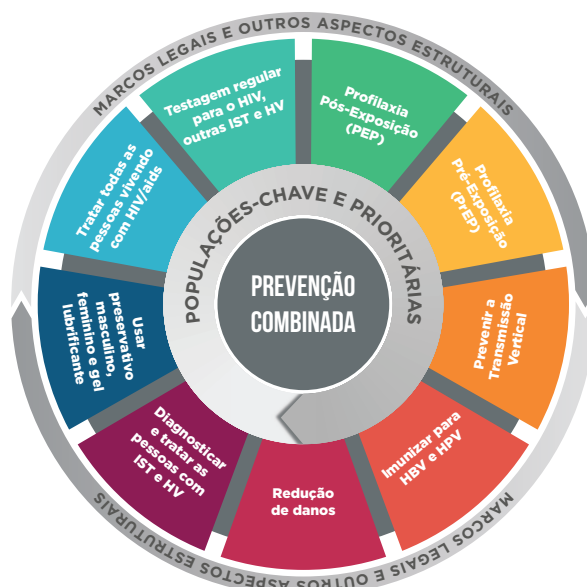 MARCOS LEGAIS E OUTROS ASPECTOS ESTRUTURAIS
Testagem regular
para o HIV,
outras IST e HV
Profilaxia
Pós-Exposição
(PEP)
Profilaxia
Pré-Exposição
(PrEP)
Prevenir a
Transmissão
Vertical
Imunizar para
HBV e HPV
Redução
de danos
Diagnosticar
e tratar as
pessoas com
IST e HV
Usar
preservativo
masculino,
feminino e gel
lubrificante
Tratar todas as
pessoas vivendo
com HIV/aids
POPULAÇÕES-CHAVE E PRIORITÁRIAS
PREVENÇÃO
COMBINADA
MARCOS LEGAIS E OUTROS ASPECTOS ESTRUTURAIS